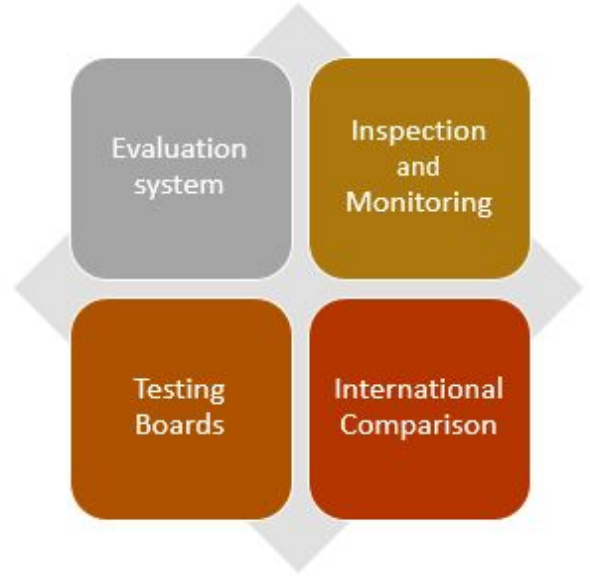 Evaluation
system
Inspection
and
Monitoring
Testing
Boards
International
Comparison